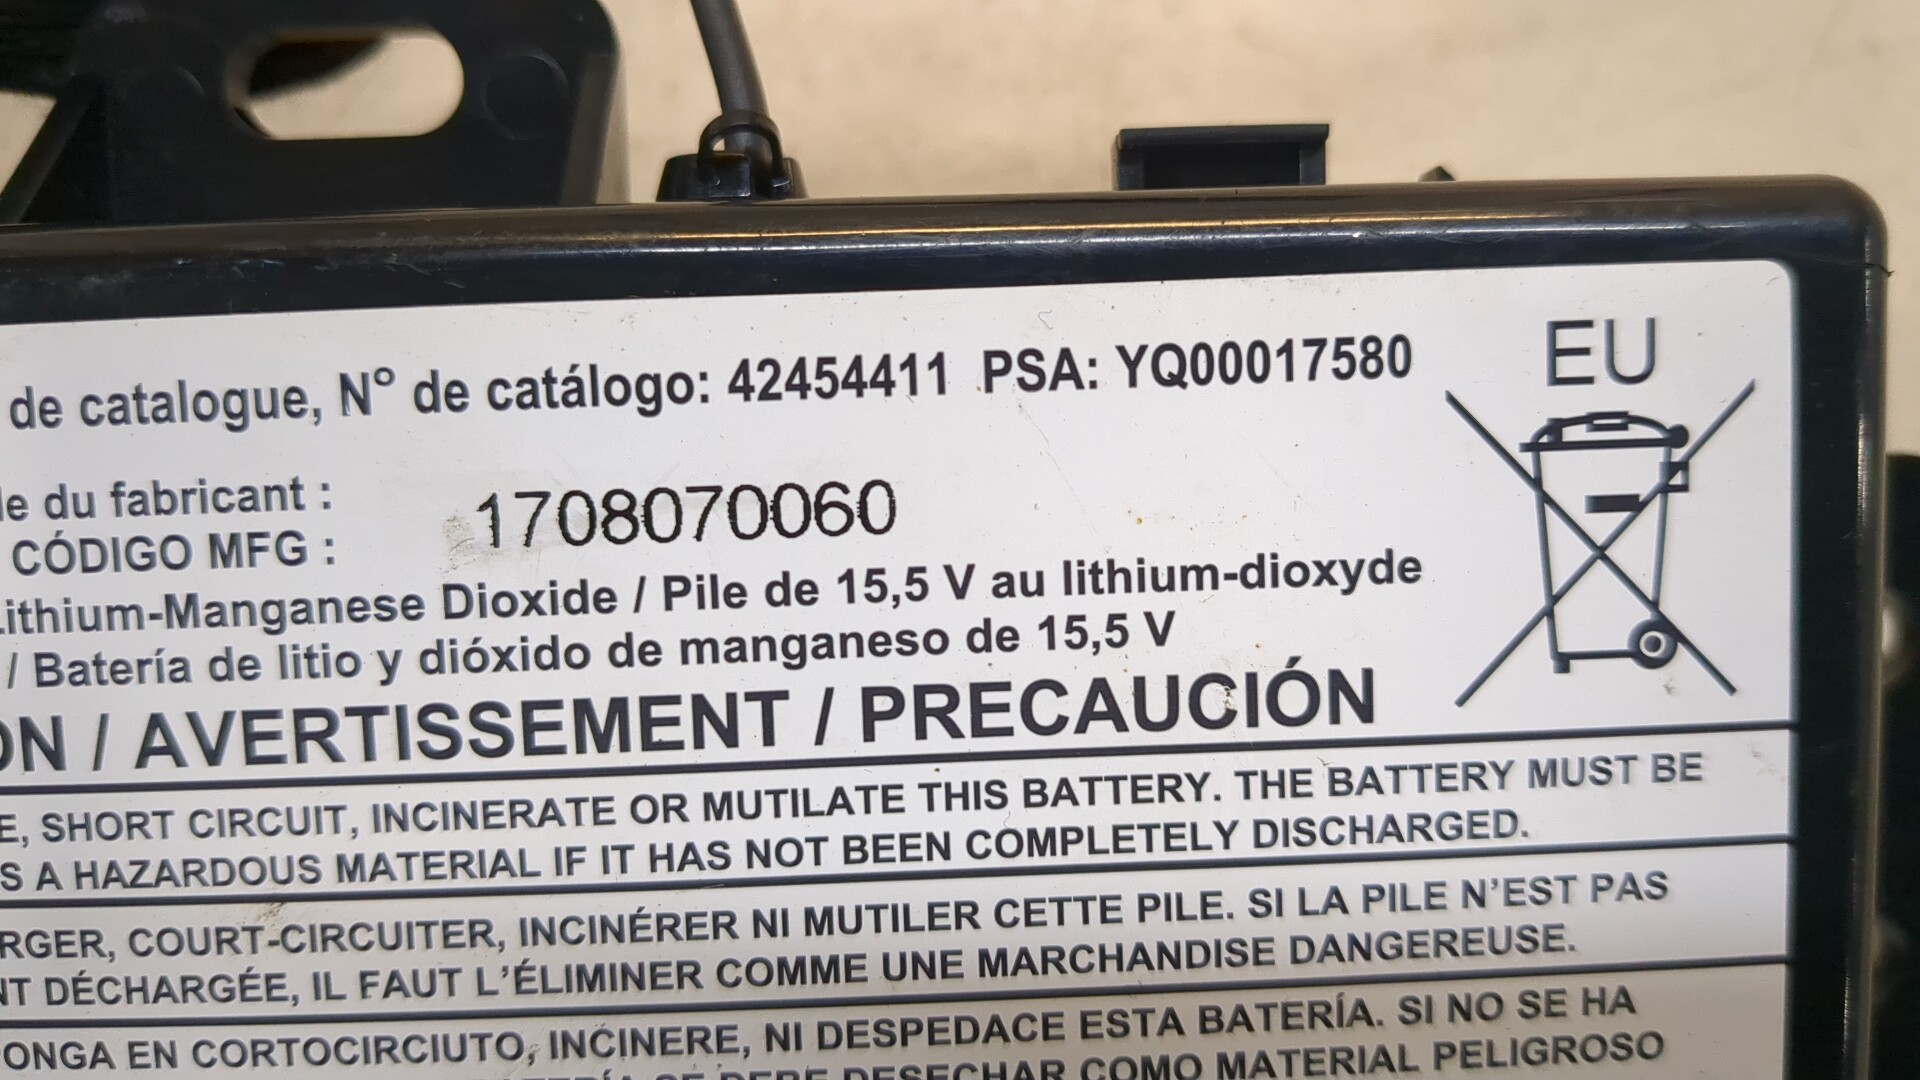 de catalogue, N° de catálogo: 42454411 PSA: YQ00017580
EU
du fabricant :
1708070060
CÓDIGO MFG :
Lithium-Manganese Dioxide / Pile de 15,5 V au lithium-dioxyde
/ Batería de litio y dióxido de manganeso de 15,5 V
/ AVERTISSEMENT / PRECAUCIÓN
SHORT CIRCUIT, INCINERATE OR MUTILATE THIS BATTERY. THE BATTERY MUST BE
A HAZARDOUS MATERIAL IF IT HAS NOT BEEN COMPLETELY DISCHARGED.
COURT-CIRCUITER, INCINÉRER NI MUTILER CETTE PILE. SI LA PILE N'EST PAS
DÉCHARGÉE, IL FAUT L'ÉLIMINER COMME UNE MARCHANDISE DANGEREUSE.
EN CORTOCIRCIUTO, INCINERE, NI DESPEDACE ESTA BATERÍA. SI NO SE HA
SE DEBE DESECHAR COMO MATERIAL PELIGROSO